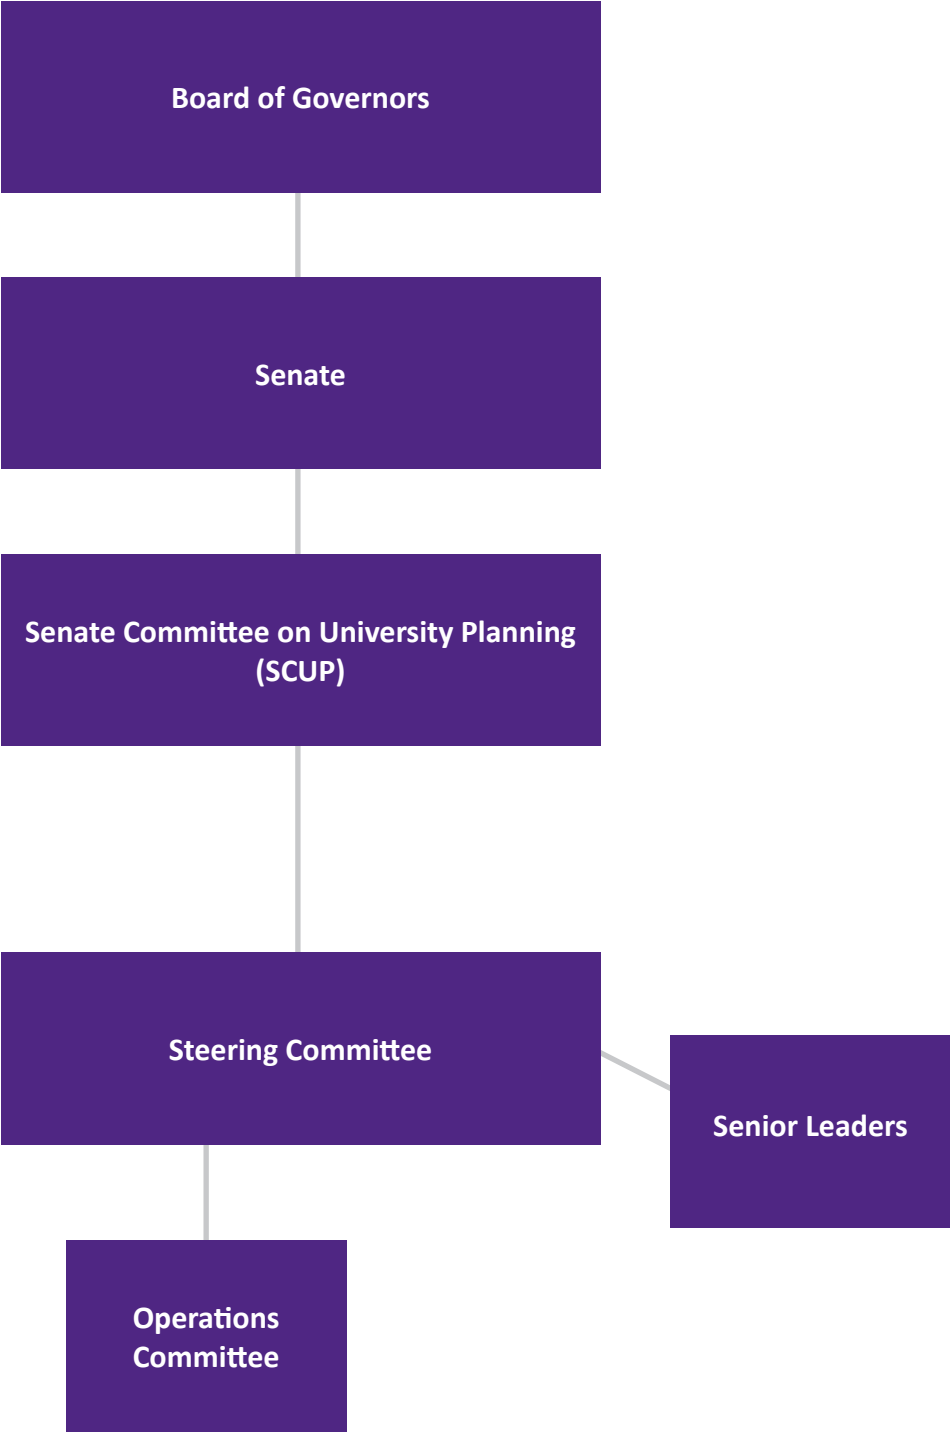 Board of Governors
Senate
Senate Committee on University Planning
(SCUP)
Steering Committee
Senior Leaders
Operations
Committee